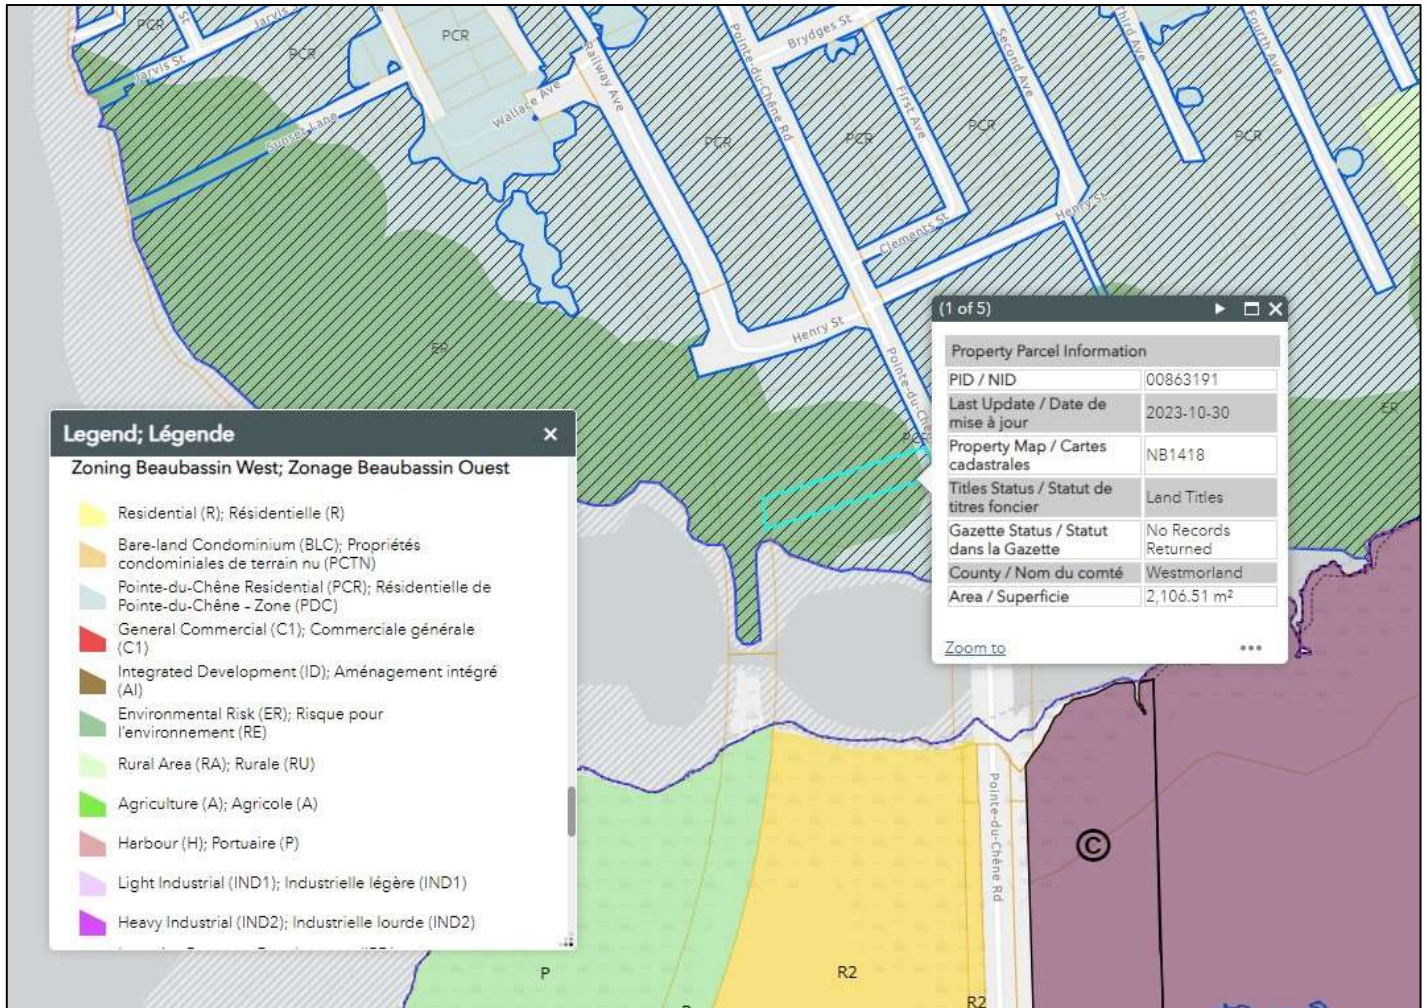 PCR
Jarvis St
PCR
PCR
Jarvis St
Sunset Lane
Wallace Ave
Railway Ave
Pointe-du-Chêne Rd
Brydges St
First Ave
Second Ave
Third Ave
Fourth Ave
PCR
PCR
PCR
PCR
Clements St
Henry St
Henry St
ER
ER
(1 of 5)
Property Parcel Information
PID / NID 00863191
Last Update / Date de mise à jour 2023-10-30
Property Map / Cartes cadastrales NB1418
Titles Status / Statut de titres foncier Land Titles
Gazette Status / Statut dans la Gazette No Records Returned
County / Nom du comté Westmorland
Area / Superficie 2,106.51 m²
Zoom to
Legend; Légende
Zoning Beaubassin West; Zonage Beaubassin Ouest
Residential (R); Résidentielle (R)
Bare-land Condominium (BLC); Propriétés
condominiales de terrain nu (PCTN)
Pointe-du-Chêne Residential (PCR); Résidentielle de
Pointe-du-Chêne - Zone (PDC)
General Commercial (C1); Commerciale générale
(C1)
Integrated Development (ID); Aménagement intégré
(AI)
Environmental Risk (ER); Risque pour
l'environnement (RE)
Rural Area (RA); Rurale (RU)
Agriculture (A); Agricole (A)
Harbour (H); Portuaire (P)
Light Industrial (IND1); Industrielle légère (IND1)
Heavy Industrial (IND2); Industrielle lourde (IND2)
Pointe-du-Chêne Rd
©
P
R2
R2